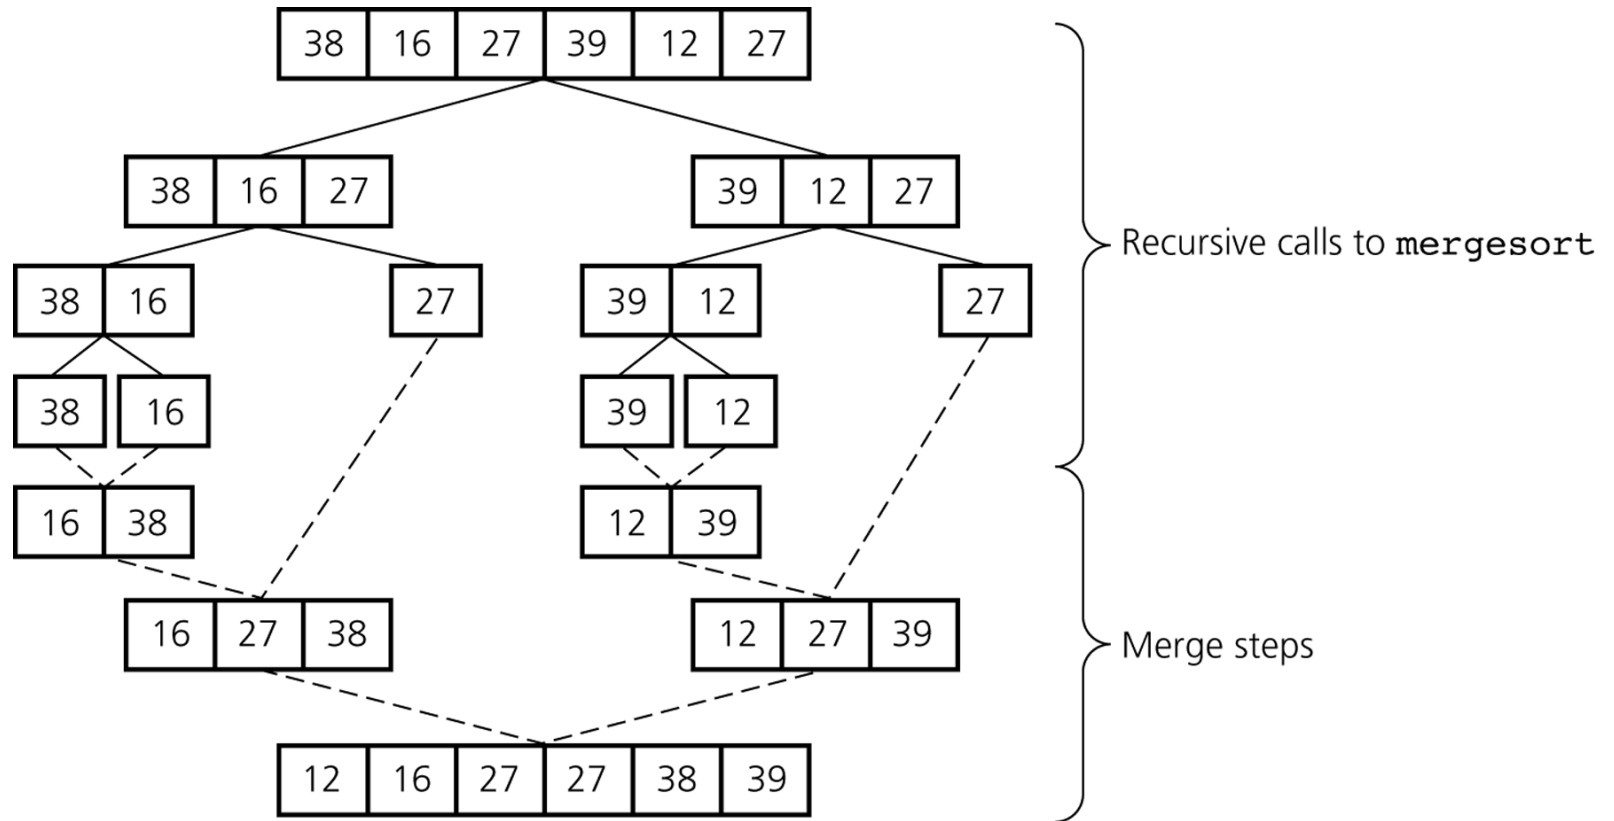 38 16 27 39 12 27
38 16 27 39 12 27
Recursive calls to mergesort
38 16 27 39 12 27
38 16 39 12
16 38 12 39
16 27 38 12 27 39
Merge steps
12 16 27 27 38 39